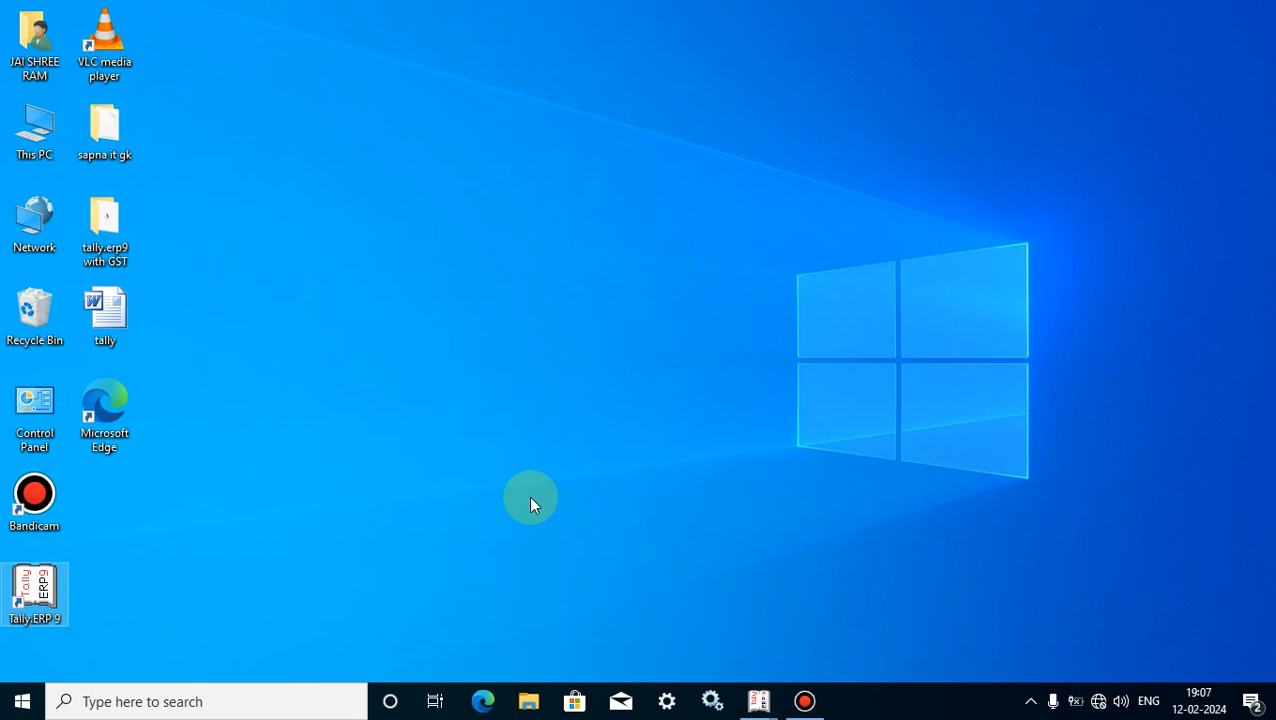 JAI SHREE
RAM
VLC media
player
This PC
sapna it gk
Network
tally.erp9
with GST
Recycle Bin
tally
Control
Panel
Microsoft
Edge
Bandicam
Tally
ERP9
Tally.ERP 9
Type here to search
ENG
19:07
12-02-2024
2